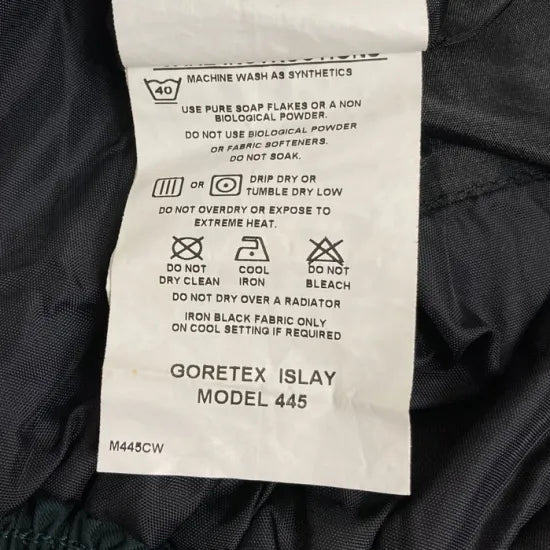 CARE INSTRUCTIONS
MACHINE WASH AS SYNTHETICS
40
USE PURE SOAP FLAKES OR A NON
BIOLOGICAL POWDER.
DO NOT USE BIOLOGICAL POWDER
OR FABRIC SOFTENERS.
DO NOT SOAK.
OR
DRIP DRY OR
TUMBLE DRY LOW
DO NOT OVERDRY OR EXPOSE TO
EXTREME HEAT.
DO NOT
DRY CLEAN
COOL
IRON
DO NOT
BLEACH
DO NOT DRY OVER A RADIATOR
IRON BLACK FABRIC ONLY
ON COOL SETTING IF REQUIRED
GORETEX ISLAY
MODEL 445
M445CW